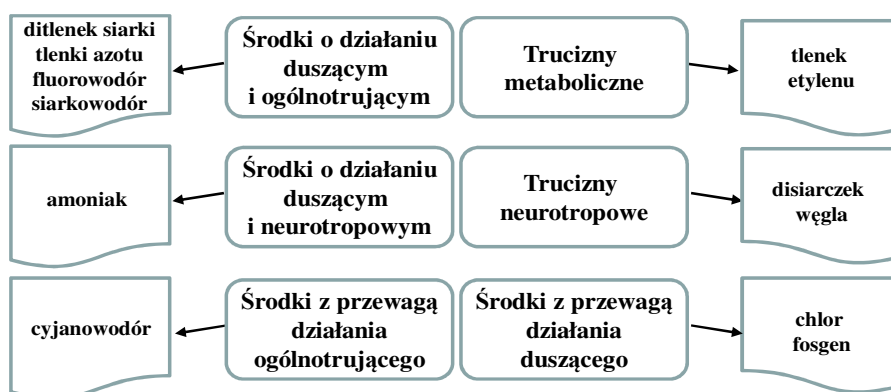 ditlenek siarki
tlenki azotu
fluorowodór
siarkowodór
Środki o działaniu
duszącym
i ogólnotrującym
Trucizny
metaboliczne
tlenek
etylenu
amoniak
Środki o działaniu
duszącym
i neurotropowym
Trucizny
neurotropowe
disiarczek
węgla
cyjanowodór
Środki z przewagą
działania
ogólnotrującego
Środki z przewagą
działania
duszącego
chlor
fosgen